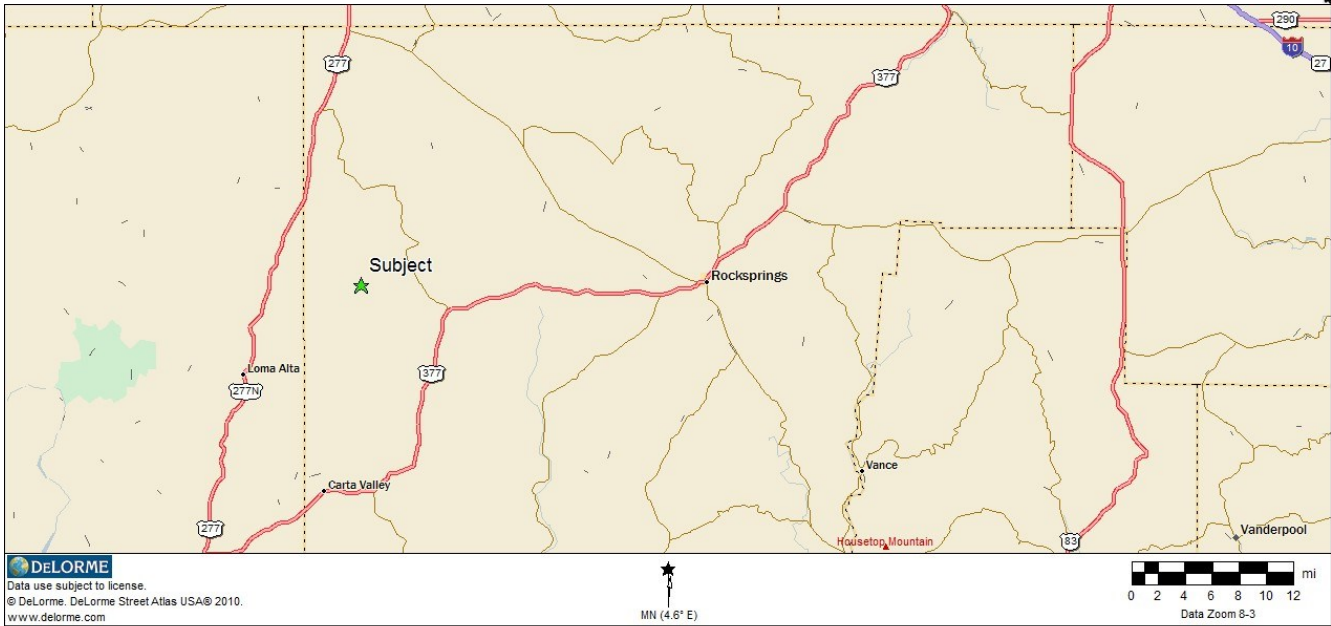 290
10
27
277
377
Subject
Rocksprings
Loma Alta
277N
377
Carta Valley
Vance
277
83
Housetop Mountain
Vanderpool
DELORME
Data use subject to license.
© DeLorme. DeLorme Street Atlas USA® 2010.
www.delorme.com
MN (4.6° E)
mi
0 2 4 6 8 10 12
Data Zoom 8-3